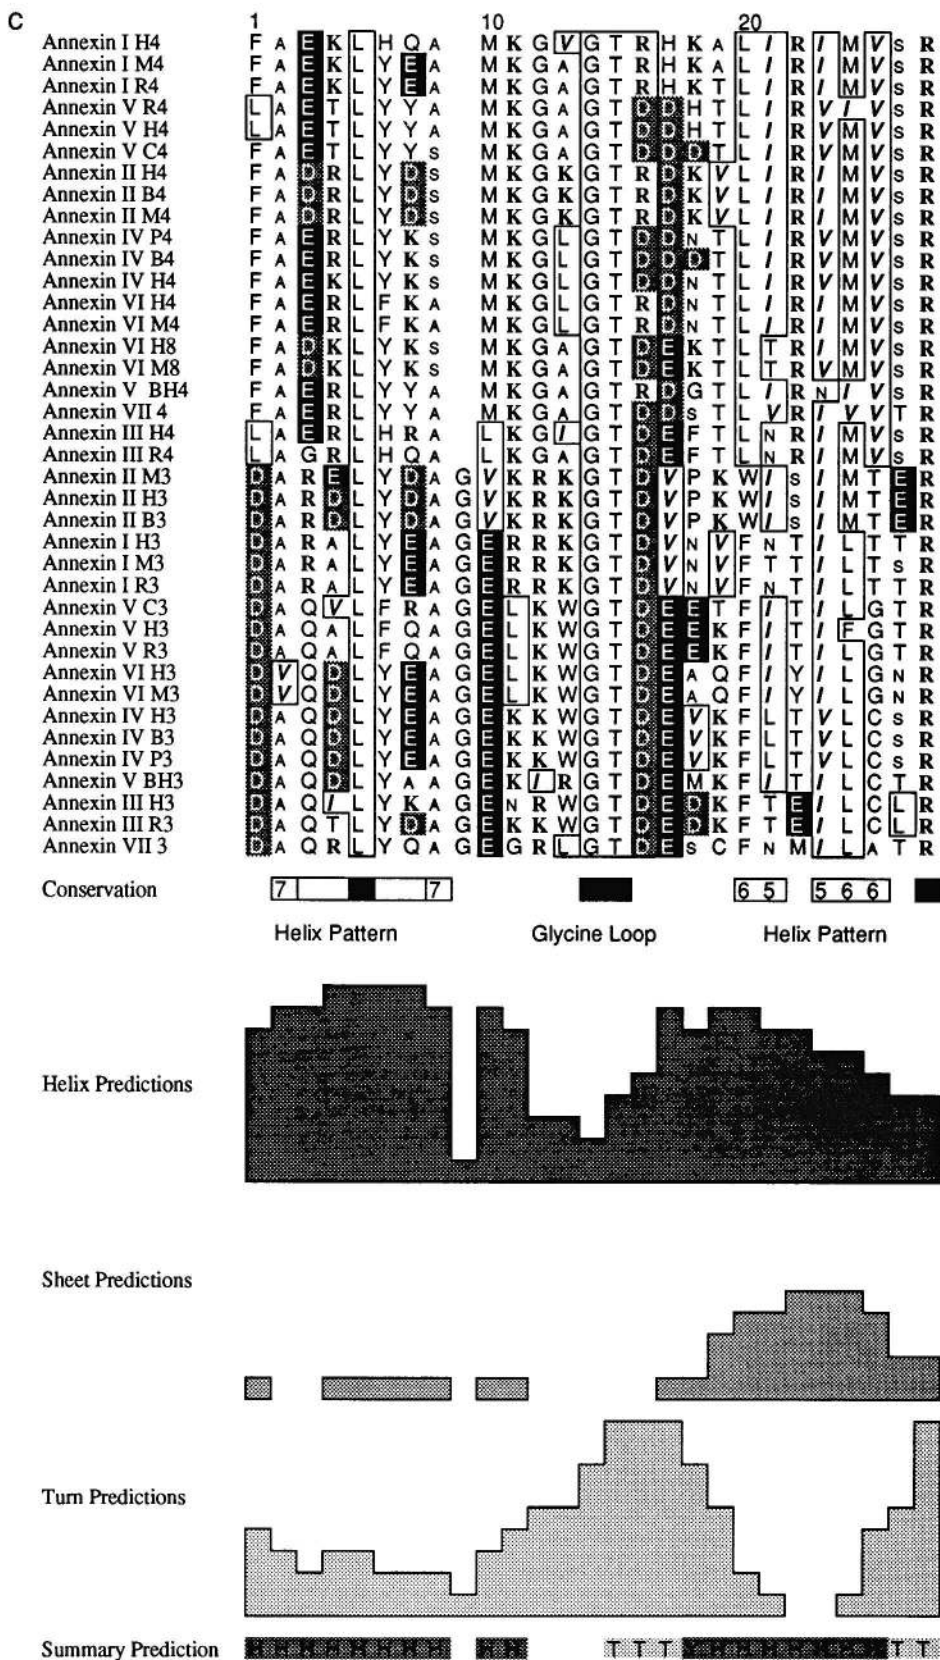 C
1 10 20
Annexin I H4 F A E K L H Q A M K G V G T R H K A L I R I M V S R
Annexin I M4 F A E K L Y E A M K G A G T R H K A L I R I M V S R
Annexin I R4 F A E K L Y E A M K G A G T R H K T L I R I M V S R
Annexin V R4 L A E T L Y Y A M K G A G T D D H T L I R V I V S R
Annexin V H4 L A E T L Y Y A M K G A G T D D H T L I R V M V S R
Annexin V C4 F A E T L Y Y S M K G A G T D D D T L I R V M V S R
Annexin II H4 F A D R L Y D S M K G K G T R D K V L I R I M V S R
Annexin II B4 F A D R L Y D S M K G K G T R D K V L I R I M V S R
Annexin II M4 F A D R L Y D S M K G K G T R D K V L I R I M V S R
Annexin IV P4 F A E R L Y K S M K G L G T D D N T L I R V M V S R
Annexin IV B4 F A E R L Y K S M K G L G T D D D T L I R V M V S R
Annexin IV H4 F A E K L Y K S M K G L G T D D N T L I R V M V S R
Annexin VI H4 F A E R L F K A M K G L G T R D N T L I R I M V S R
Annexin VI M4 F A E R L F K A M K G L G T R D N T L I R I M V S R
Annexin VI H8 F A D K L Y K S M K G A G T D E K T L T R I M V S R
Annexin VI M8 F A D K L Y K S M K G A G T D E K T L T R V M V S R
Annexin V BH4 F A E R L Y Y A M K G A G T R D G T L I R N I V S R
Annexin VII 4 F A E R L Y Y A M K G A G T D D S T L V R I V V T R
Annexin III H4 L A E R L H R A L K G I G T D E F T L N R I M V S R
Annexin III R4 L A G R L H Q A L K G A G T D E F T L N R I M V S R
Annexin II M3 D A R E L Y D A G V K R K G T D V P K W I S I M T E R
Annexin II H3 D A R D L Y D A G V K R K G T D V P K W I S I M T E R
Annexin II B3 D A R D L Y D A G V K R K G T D V P K W I S I M T E R
Annexin I H3 D A R A L Y E A G E R R K G T D V N V F N T I L T T R
Annexin I M3 D A R A L Y E A G E R R K G T D V N V F T T I L T S R
Annexin I R3 D A R A L Y E A G E R R K G T D V N V F N T I L T T R
Annexin V C3 D A Q V L F R A G E L K W G T D E E T F I T I L G T R
Annexin V H3 D A Q A L F Q A G E L K W G T D E E K F I T I F G T R
Annexin V R3 D A Q A L F Q A G E L K W G T D E E K F I T I L G T R
Annexin VI H3 D V Q D L Y E A G E L K W G T D E A Q F I Y I L G N R
Annexin VI M3 D V Q D L Y E A G E L K W G T D E A Q F I Y I L G N R
Annexin IV H3 D A Q D L Y E A G E K K W G T D E V K F L T V L C S R
Annexin IV B3 D A Q D L Y E A G E K K W G T D E V K F L T V L C S R
Annexin IV P3 D A Q D L Y E A G E K K W G T D E V K F L T V L C S R
Annexin V BH3 D A Q D L Y A A G E K I R G T D E M K F I T I L C T R
Annexin III H3 D A Q I L Y K A G E N R W G T D E D K F T E I L C L R
Annexin III R3 D A Q T L Y D A G E K K W G T D E D K F T E I L C L R
Annexin VII 3 D A Q R L Y Q A G E G R L G T D E S C F N M I L A T R
Conservation 7 7 6 5 5 6 6
Helix Pattern Glycine Loop Helix Pattern
Helix Predictions
Sheet Predictions
Turn Predictions
Summary Prediction H H H H H H H H H H T T T H H H H H H H H T T